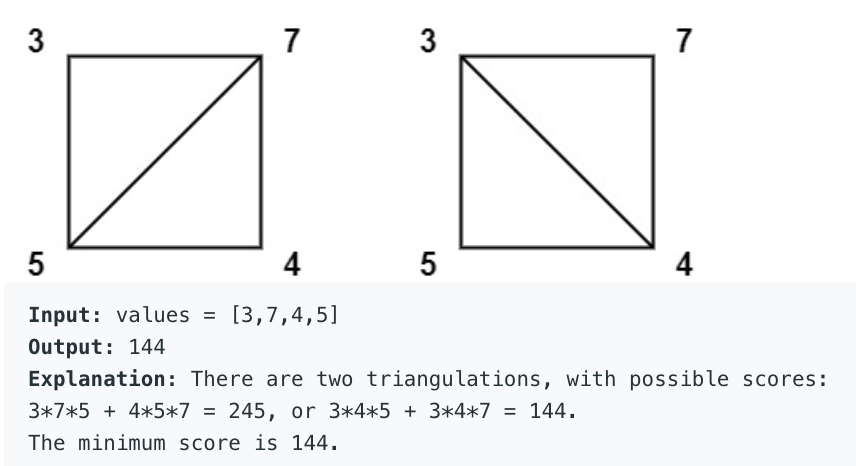 3 7 3 7
5 4 5 4
Input: values = [3,7,4,5]
Output: 144
Explanation: There are two triangulations, with possible scores:
3*7*5 + 4*5*7 = 245, or 3*4*5 + 3*4*7 = 144.
The minimum score is 144.